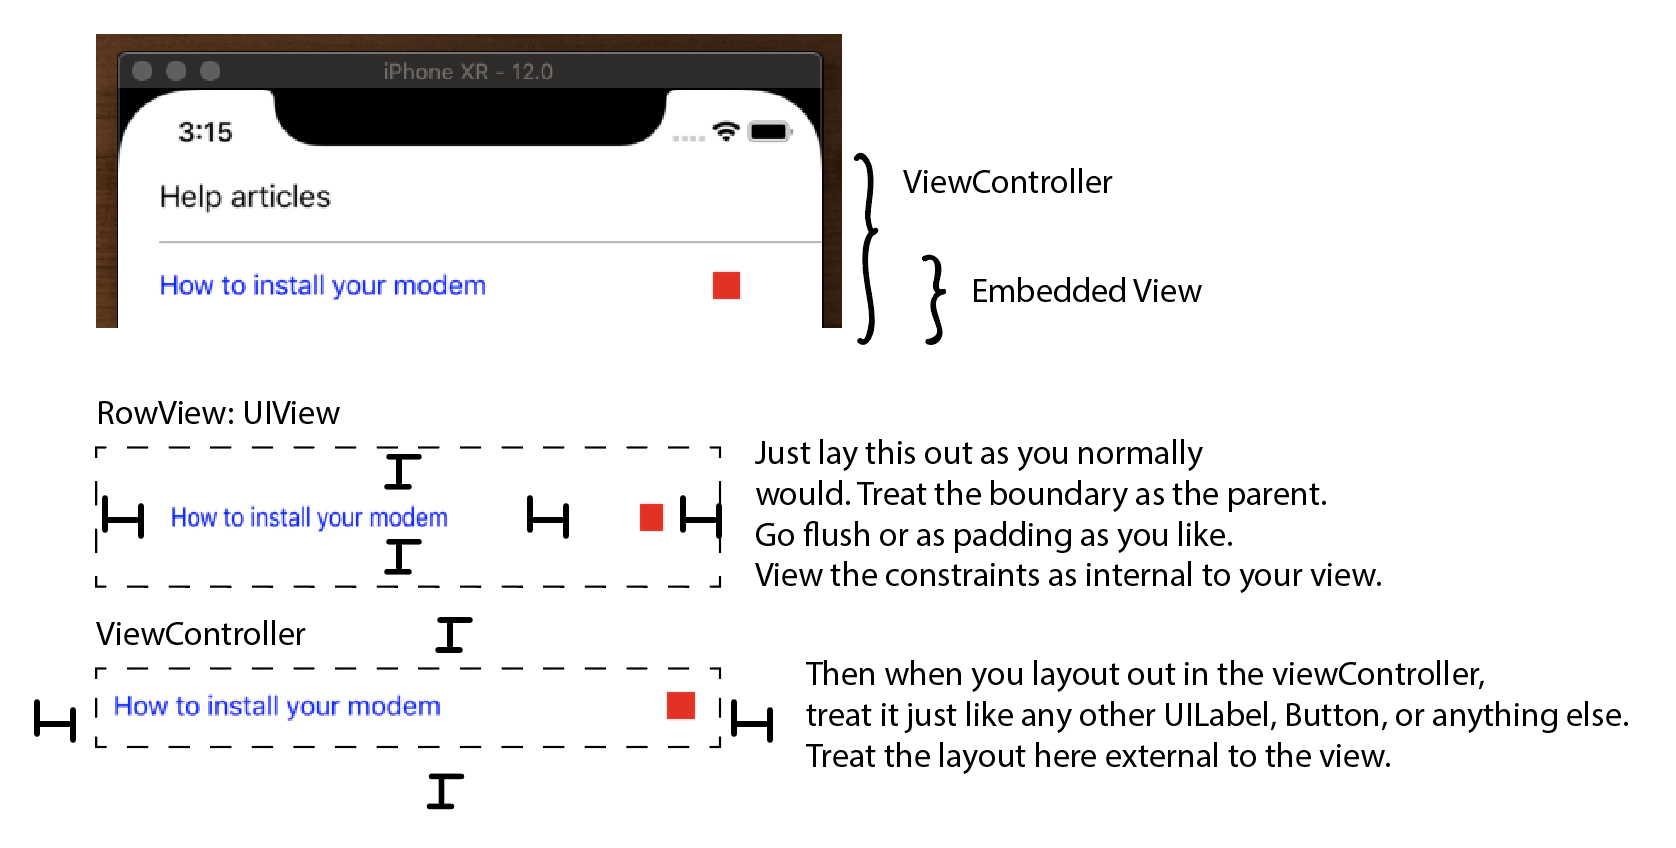 iPhone XR - 12.0
3:15
Help articles
How to install your modem
ViewController
Embedded View
RowView: UIView
How to install your modem
Just lay this out as you normally
would. Treat the boundary as the parent.
Go flush or as padding as you like.
View the constraints as internal to your view.
ViewController
How to install your modem
Then when you layout out in the viewController,
treat it just like any other UILabel, Button, or anything else.
Treat the layout here external to the view.